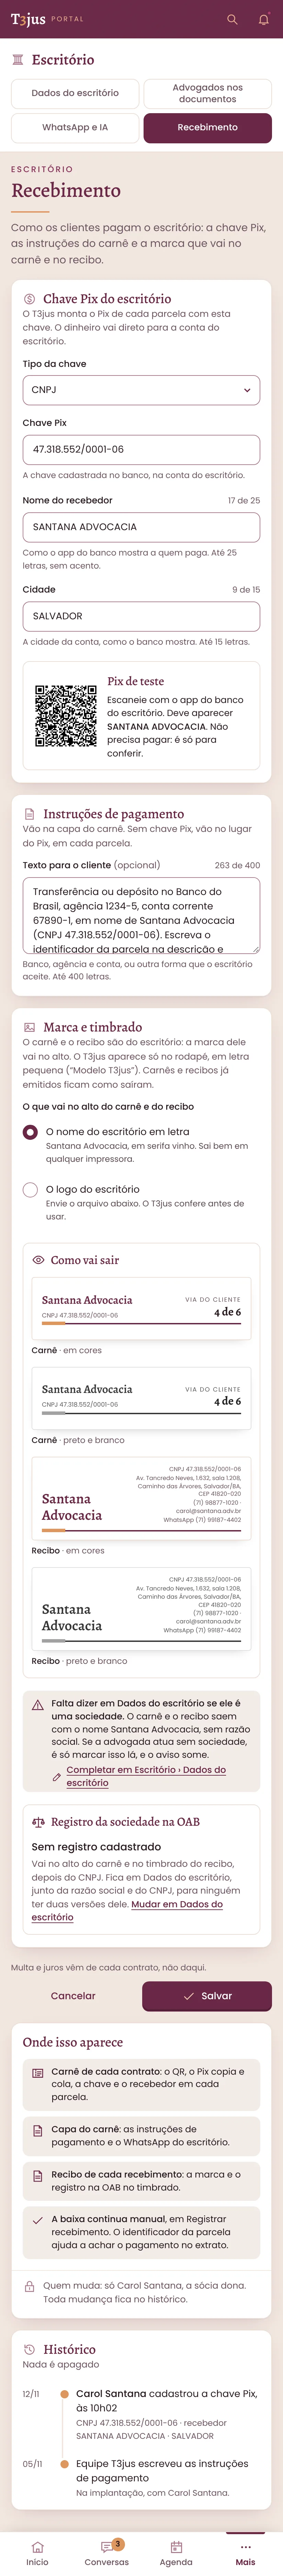 T3jus PORTAL
Escritório
Dados do escritório
Advogados nos
documentos
WhatsApp e IA
Recebimento
ESCRITÓRIO
Recebimento
Como os clientes pagam o escritório: a chave Pix,
as instruções do carnê e a marca que vai no
carnê e no recibo.
Chave Pix do escritório
O T3jus monta o Pix de cada parcela com esta
chave. O dinheiro vai direto para a conta do
escritório.
Tipo da chave
CNPJ
Chave Pix
47.318.552/0001-06
A chave cadastrada no banco, na conta do escritório.
Nome do recebedor 17 de 25
SANTANA ADVOCACIA
Como o app do banco mostra a quem paga. Até 25
letras, sem acento.
Cidade 9 de 15
SALVADOR
A cidade da conta, como o banco mostra. Até 15 letras.
Pix de teste
Escaneie com o app do banco
do escritório. Deve aparecer
SANTANA ADVOCACIA. Não
precisa pagar: é só para
conferir.
Instruções de pagamento
Vão na capa do carnê. Sem chave Pix, vão no lugar
do Pix, em cada parcela.
Texto para o cliente (opcional) 263 de 400
Transferência ou depósito no Banco do
Brasil, agência 1234-5, conta corrente
67890-1, em nome de Santana Advocacia
(CNPJ 47.318.552/0001-06). Escreva o
identificador da parcela na descrição e
Banco, agência e conta, ou outra forma que o escritório
aceite. Até 400 letras.
Marca e timbrado
O carnê e o recibo são do escritório: a marca dele
vai no alto. O T3jus aparece só no rodapé, em letra
pequena (“Modelo T3jus”). Carnês e recibos já
emitidos ficam como saíram.
O que vai no alto do carnê e do recibo
O nome do escritório em letra
Santana Advocacia, em serifa vinho. Sai bem em
qualquer impressora.
O logo do escritório
Envie o arquivo abaixo. O T3jus confere antes de
usar.
Como vai sair
Santana Advocacia
CNPJ 47.318.552/0001-06
VIA DO CLIENTE
4 de 6
Carnê · em cores
Santana Advocacia
CNPJ 47.318.552/0001-06
VIA DO CLIENTE
4 de 6
Carnê · preto e branco
Santana
Advocacia
CNPJ 47.318.552/0001-06
Av. Tancredo Neves, 1.632, sala 1.208,
Caminho das Árvores, Salvador/BA,
CEP 41820-020
(71) 98877-1020 ·
carol@santana.adv.br
WhatsApp (71) 99187-4402
Recibo · em cores
Santana
Advocacia
CNPJ 47.318.552/0001-06
Av. Tancredo Neves, 1.632, sala 1.208,
Caminho das Árvores, Salvador/BA,
CEP 41820-020
(71) 98877-1020 ·
carol@santana.adv.br
WhatsApp (71) 99187-4402
Recibo · preto e branco
Falta dizer em Dados do escritório se ele é
uma sociedade. O carnê e o recibo saem
com o nome Santana Advocacia, sem razão
social. Se a advogada atua sem sociedade,
é só marcar isso lá, e o aviso some.
Completar em Escritório › Dados do
escritório
Registro da sociedade na OAB
Sem registro cadastrado
Vai no alto do carnê e no timbrado do recibo,
depois do CNPJ. Fica em Dados do escritório,
junto da razão social e do CNPJ, para ninguém
ter duas versões dele. Mudar em Dados do
escritório
Multa e juros vêm de cada contrato, não daqui.
Cancelar
Salvar
Onde isso aparece
Carnê de cada contrato: o QR, o Pix copia e
cola, a chave e o recebedor em cada
parcela.
Capa do carnê: as instruções de
pagamento e o WhatsApp do escritório.
Recibo de cada recebimento: a marca e o
registro na OAB no timbrado.
A baixa continua manual, em Registrar
recebimento. O identificador da parcela
ajuda a achar o pagamento no extrato.
Quem muda: só Carol Santana, a sócia dona.
Toda mudança fica no histórico.
Histórico
Nada é apagado
12/11
Carol Santana cadastrou a chave Pix,
às 10h02
CNPJ 47.318.552/0001-06 · recebedor
SANTANA ADVOCACIA · SALVADOR
05/11
Equipe T3jus escreveu as instruções
de pagamento
Na implantação, com Carol Santana.
3
Início
Conversas
Agenda
Mais